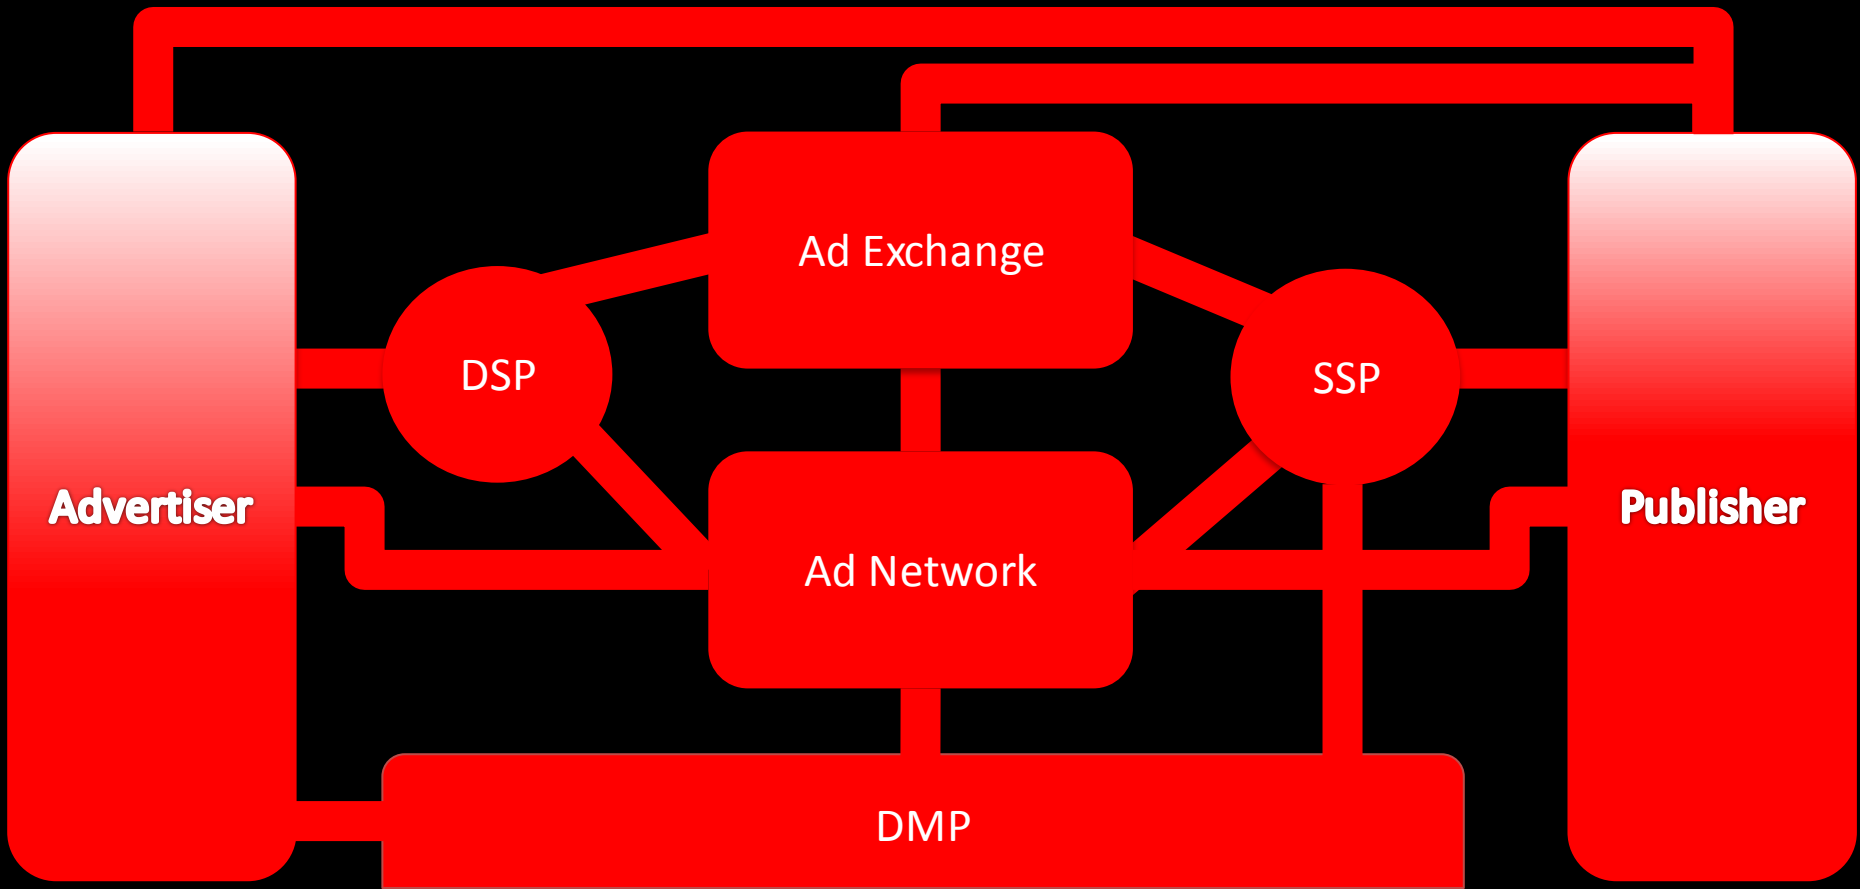 Ad Exchange
DSP
SSP
Advertiser
Publisher
Ad Network
DMP